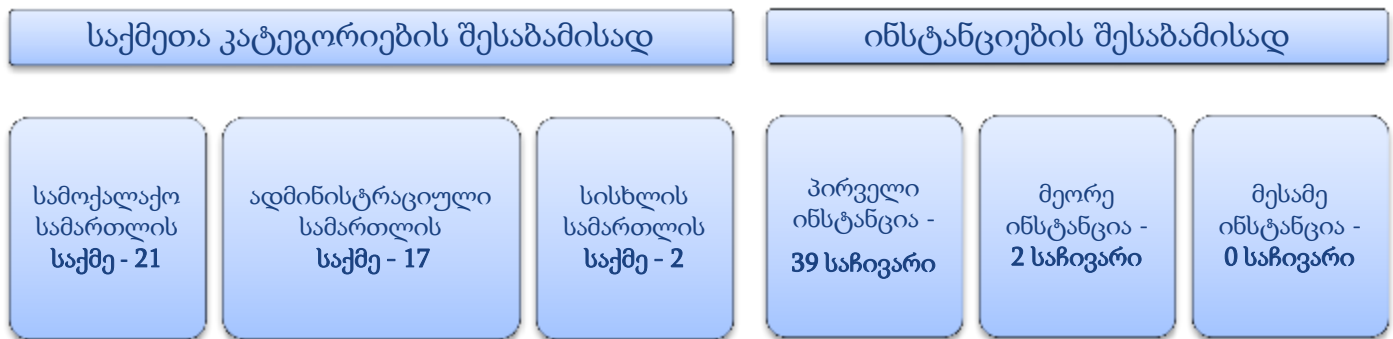 საქმეთა კატეგორიების შესაბამისად
სამოქალაქო
სამართლის
საქმე - 21
ადმინისტრაციული
სამართლის
საქმე - 17
სისხლის
სამართლის
საქმე - 2
ინსტანციების შესაბამისად
პირველი
ინსტანცია -
39 საჩივარი
მეორე
ინსტანცია -
2 საჩივარი
მესამე
ინსტანცია -
0 საჩივარი